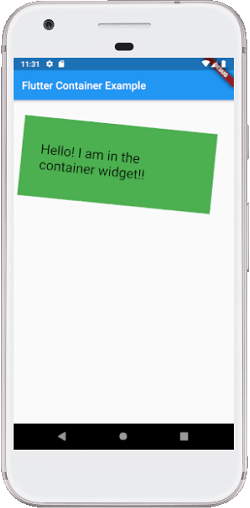 11:31
Flutter Container Example
Hello! I am in the
container widget!!